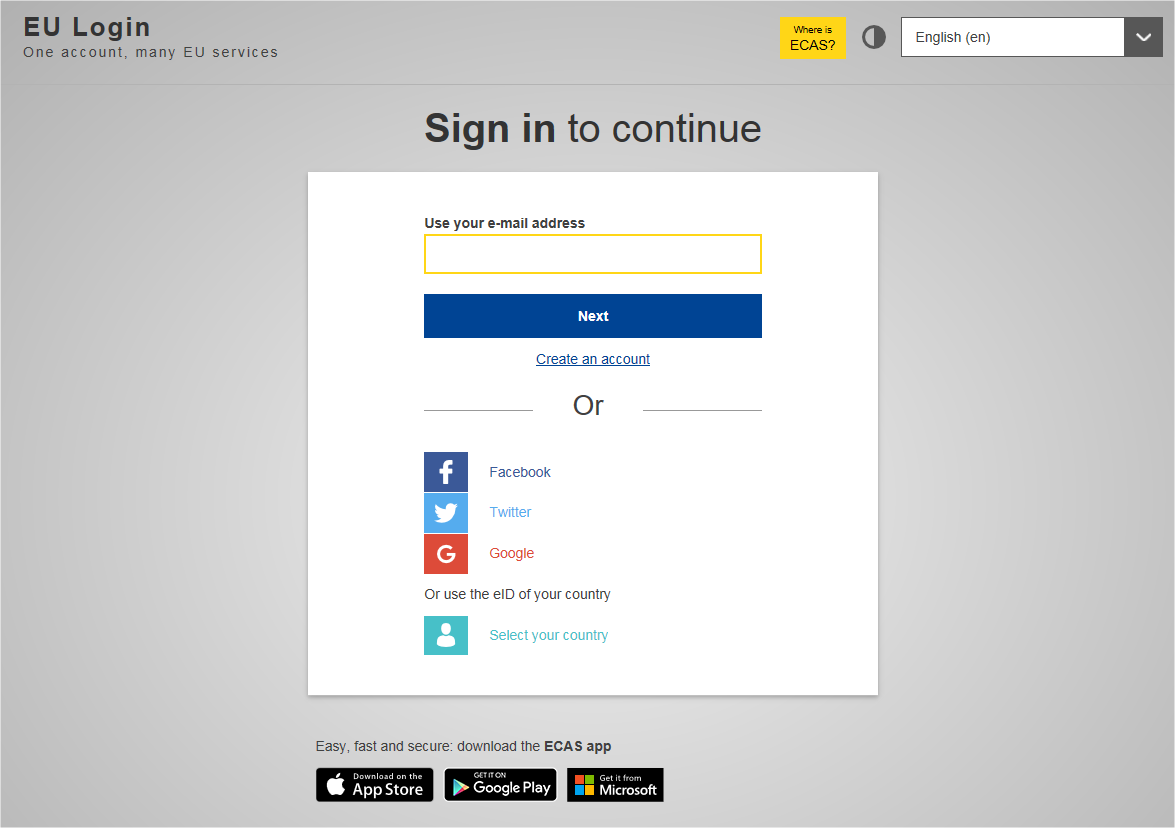 EU Login
One account, many EU services
Where is
ECAS?
English (en)
Sign in to continue
Use your e-mail address
Next
Create an account
Or
Facebook
Twitter
Google
Or use the eID of your country
Select your country
Easy, fast and secure: download the ECAS app
Download on the
App Store
GET IT ON
Google Play
Get it from
Microsoft